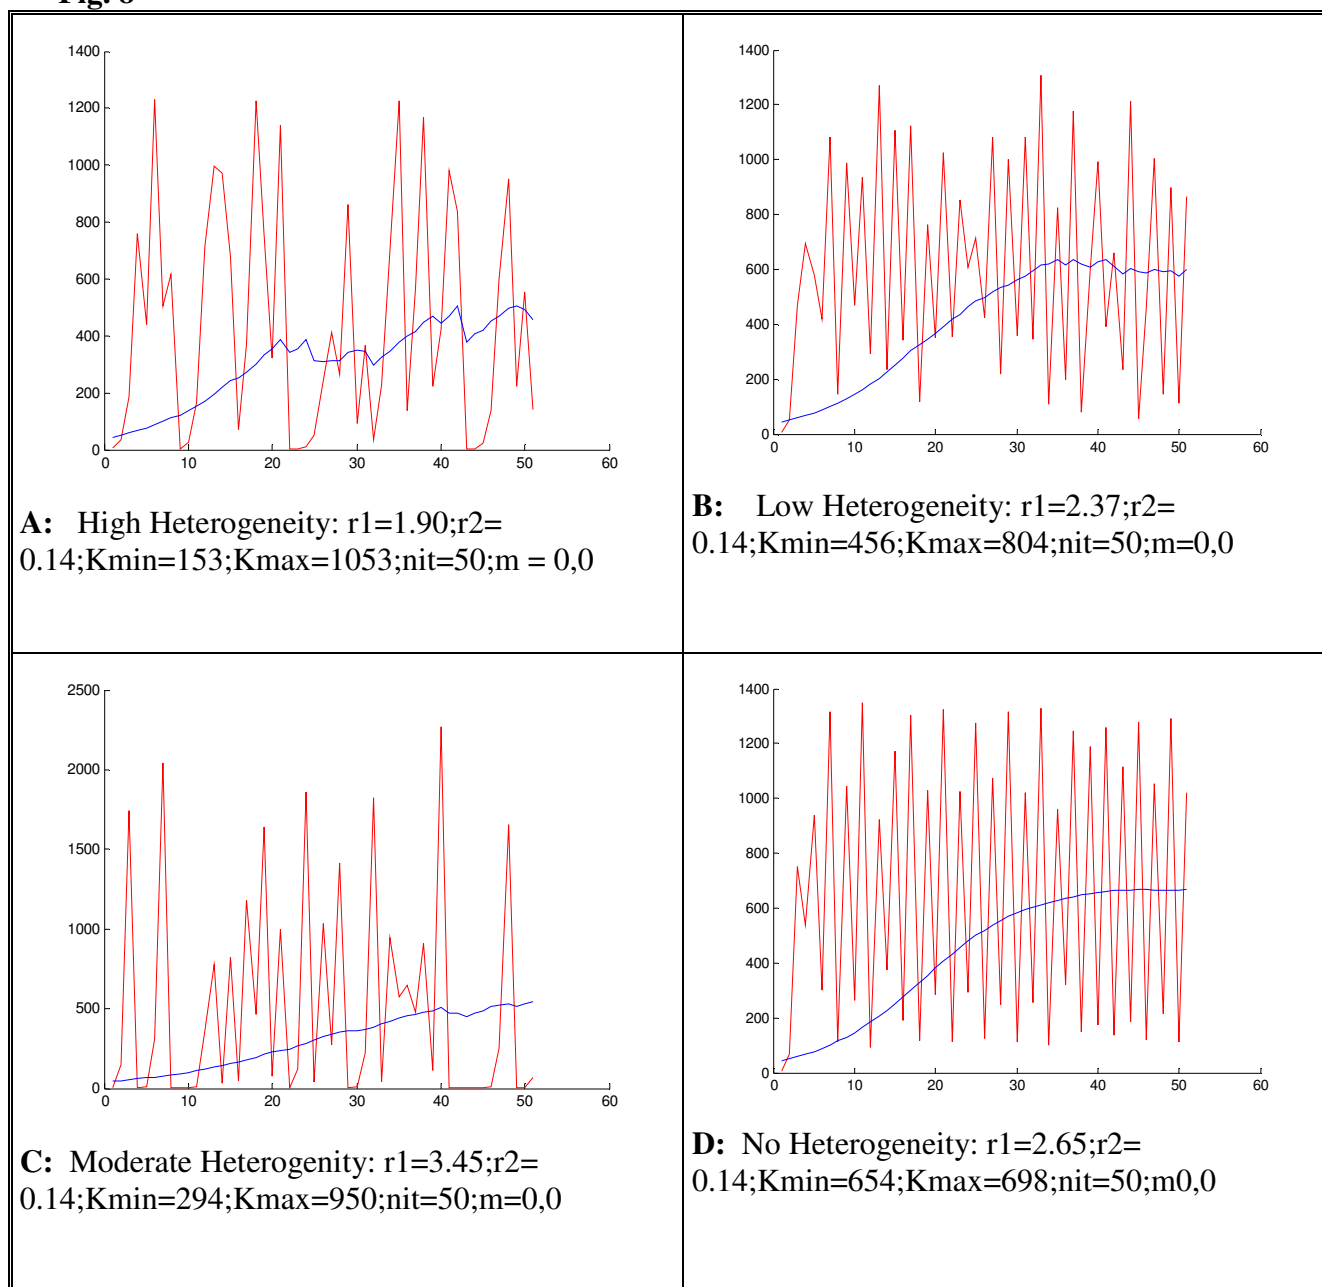 Fig. 8
1400
1200
1000
800
600
400
200
0
0 10 20 30 40 50 60
A: High Heterogeneity: r1=1.90;r2=
0.14;Kmin=153;Kmax=1053;nit=50;m = 0,0
1400
1200
1000
800
600
400
200
0
0 10 20 30 40 50 60
B: Low Heterogeneity: r1=2.37;r2=
0.14;Kmin=456;Kmax=804;nit=50;m=0,0
2500
2000
1500
1000
500
0
0 10 20 30 40 50 60
C: Moderate Heterogenity: r1=3.45;r2=
0.14;Kmin=294;Kmax=950;nit=50;m=0,0
1400
1200
1000
800
600
400
200
0
0 10 20 30 40 50 60
D: No Heterogeneity: r1=2.65;r2=
0.14;Kmin=654;Kmax=698;nit=50;m0,0